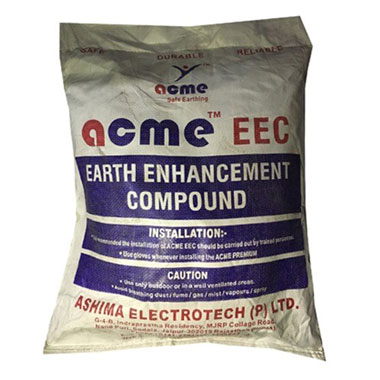 SAFE DURABLE RELIABLE
acme
Safe Earthing
acme™ EEC
EARTH ENHANCEMENT
COMPOUND
INSTALLATION:-
recommended the installation of ACME EEC should be carried out by trained
• Use gloves whenever installing the ACME PREMIUM
CAUTION
• Use only outdoor or in a well ventilated areas.
• Avoid breathing dust / fume / gas / mist / vapours / spray
ASHIMA ELECTROTECH (P) LTD.
G-4-B, Indraprastha Residency, MJRP Collage Road,